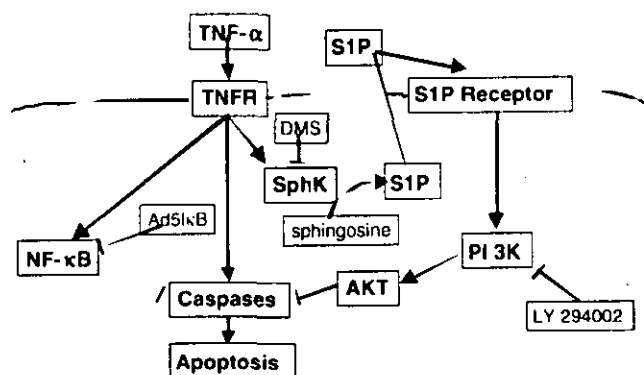 TNF-α
S1P
TNFR
S1P Receptor
DMS
SphK
S1P
Ad5IκB
sphingosine
NF-κB
PI 3K
Caspases
AKT
LY 294002
Apoptosis